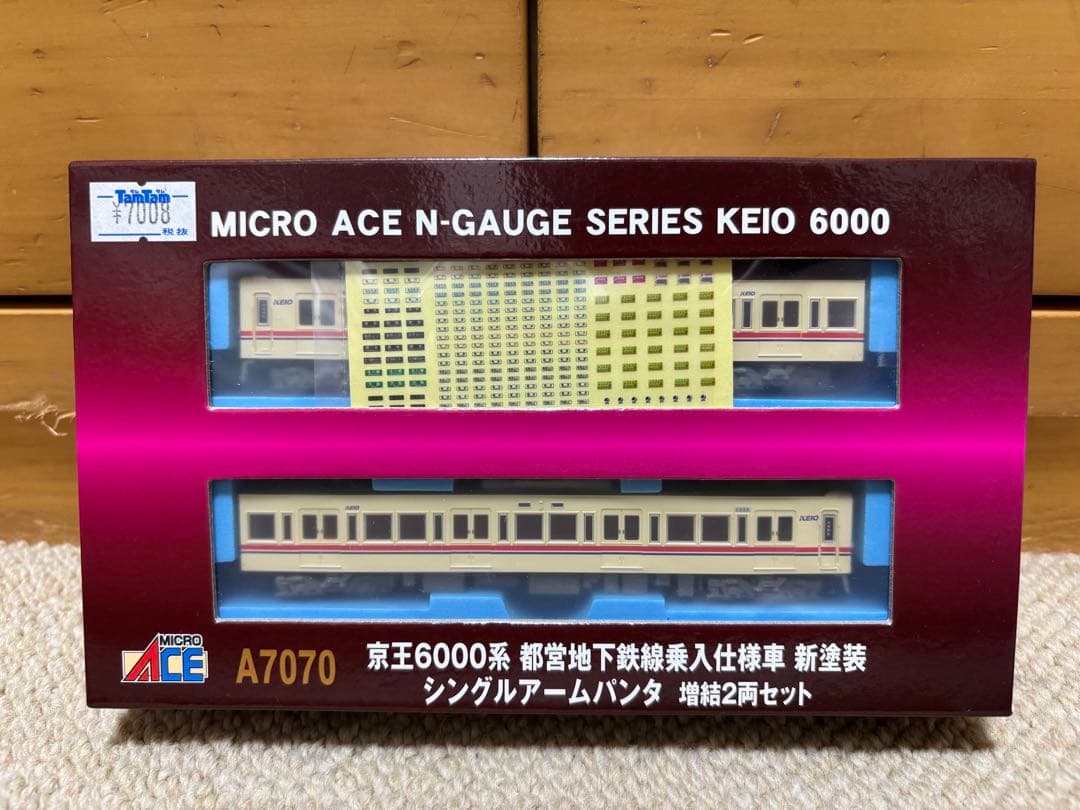 TamTam
¥7008
税抜
MICRO ACE N-GAUGE SERIES KEIO 6000
KEIO
KEIO
KEIO
KEIO
MICRO
ACE
A7070
京王6000系 都営地下鉄線乗入仕様車 新塗装
シングルアームパンタ 増結2両セット